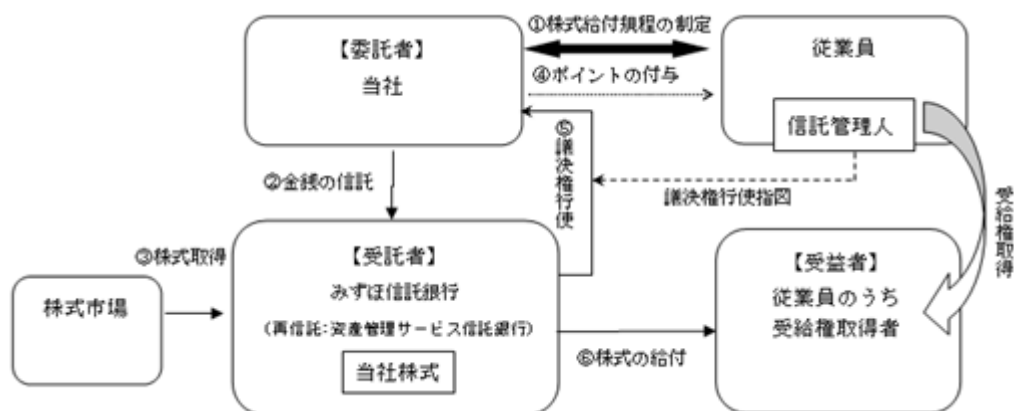 ①株式給付規程の制定
【委託者】
当社
従業員
④ポイントの付与
信託管理人
⑤議決権行使
②金銭の信託
議決権行使指図
受給権取得
③株式取得
【受託者】
みずほ信託銀行
(再信託:資産管理サービス信託銀行)
当社株式
株式市場
【受益者】
従業員のうち
受給権取得者
⑥株式の給付